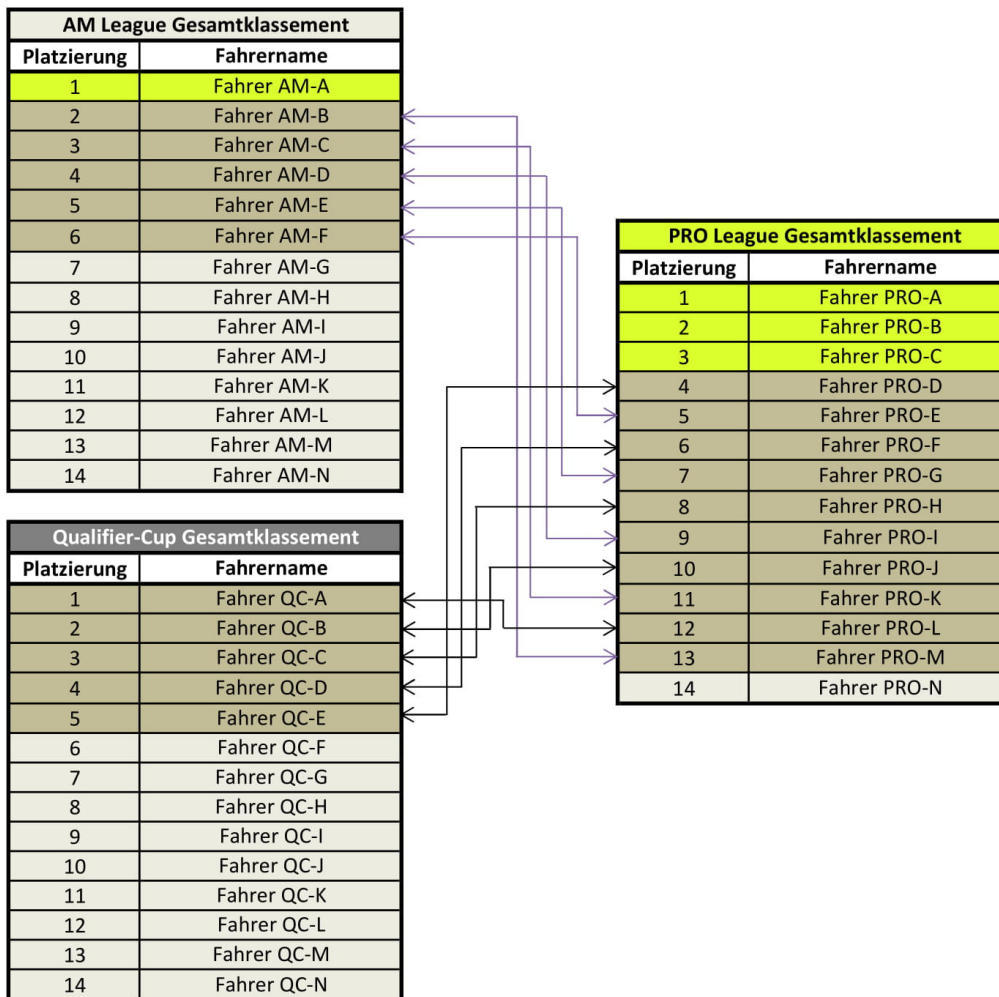 AM League Gesamtklassement
Platzierung Fahrername
1 Fahrer AM-A
2 Fahrer AM-B
3 Fahrer AM-C
4 Fahrer AM-D
5 Fahrer AM-E
6 Fahrer AM-F
7 Fahrer AM-G
8 Fahrer AM-H
9 Fahrer AM-I
10 Fahrer AM-J
11 Fahrer AM-K
12 Fahrer AM-L
13 Fahrer AM-M
14 Fahrer AM-N
Qualifier-Cup Gesamtklassement
Platzierung Fahrername
1 Fahrer QC-A
2 Fahrer QC-B
3 Fahrer QC-C
4 Fahrer QC-D
5 Fahrer QC-E
6 Fahrer QC-F
7 Fahrer QC-G
8 Fahrer QC-H
9 Fahrer QC-I
10 Fahrer QC-J
11 Fahrer QC-K
12 Fahrer QC-L
13 Fahrer QC-M
14 Fahrer QC-N
PRO League Gesamtklassement
Platzierung Fahrername
1 Fahrer PRO-A
2 Fahrer PRO-B
3 Fahrer PRO-C
4 Fahrer PRO-D
5 Fahrer PRO-E
6 Fahrer PRO-F
7 Fahrer PRO-G
8 Fahrer PRO-H
9 Fahrer PRO-I
10 Fahrer PRO-J
11 Fahrer PRO-K
12 Fahrer PRO-L
13 Fahrer PRO-M
14 Fahrer PRO-N